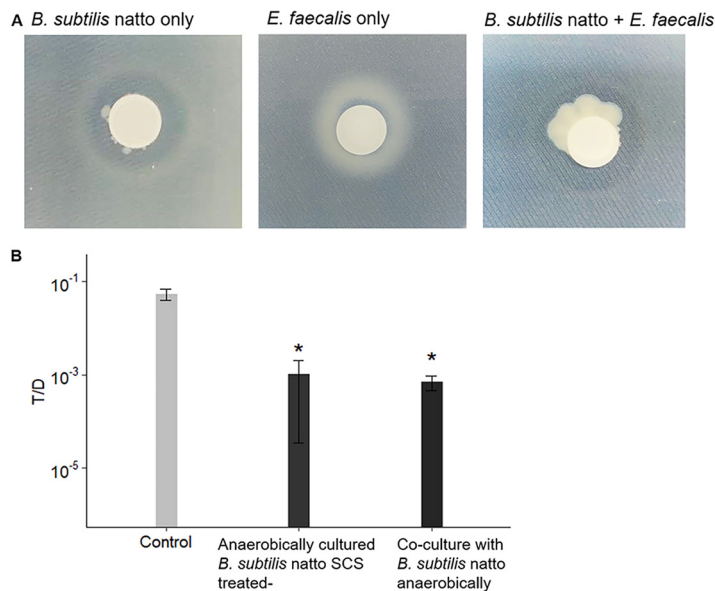 A
B. subtilis natto only
E. faecalis only
B. subtilis natto + E. faecalis
B
T/D
10-1
10-3
10-5
*
*
Control
Anaerobically cultured
B. subtilis natto SCS
treated-
Co-culture with
B. subtilis natto
anaerobically